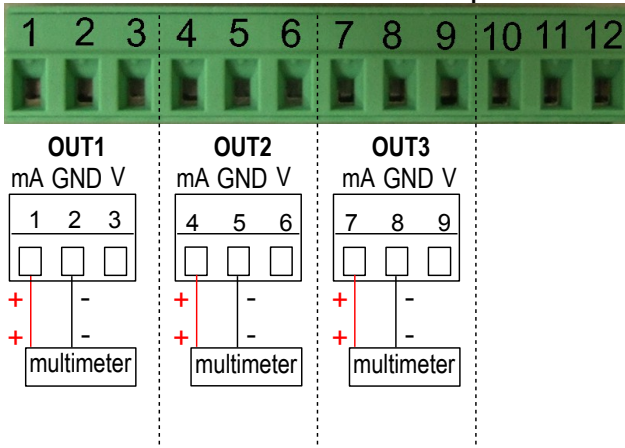 1 2 3 4 5 6 7 8 9 10 11 12
OUT1 OUT2 OUT3
mA GND V mA GND V mA GND V
1 2 3 4 5 6 7 8 9
+ - + - + -
+ - + - + -
multimeter multimeter multimeter